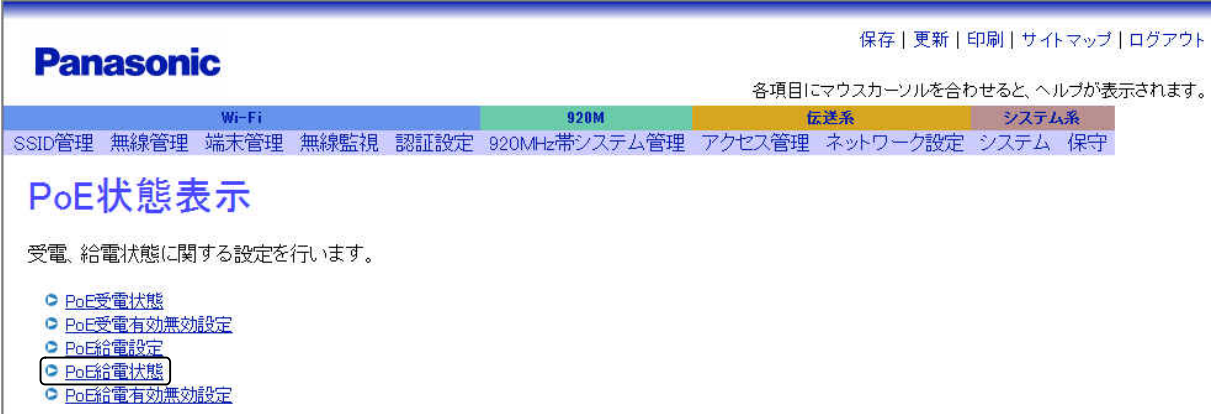 保存 | 更新 | 印刷 | サイトマップ | ログアウト
Panasonic
各項目にマウスカーソルを合わせると、ヘルプが表示されます。
Wi-Fi 920M 伝送系 システム系
SSID管理 無線管理 端末管理 無線監視 認証設定 920MHz帯システム管理 アクセス管理 ネットワーク設定 システム 保守
PoE状態表示
受電、給電状態に関する設定を行います。
PoE受電状態
PoE受電有効無効設定
PoE給電設定
PoE給電状態
PoE給電有効無効設定